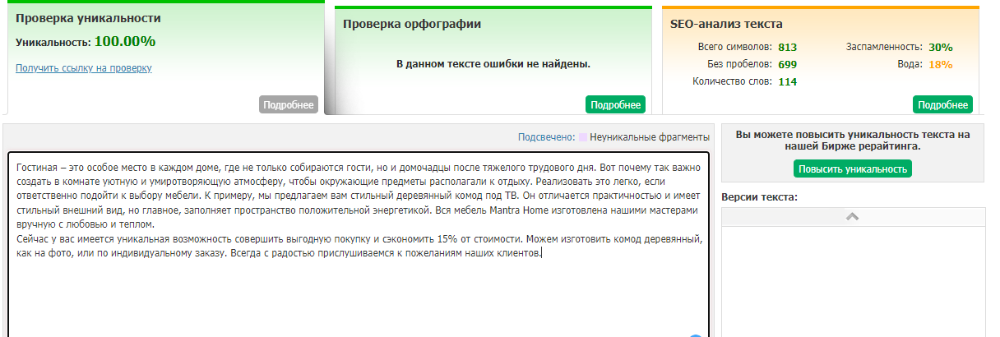 Проверка уникальности
Уникальность: 100.00%
Получить ссылку на проверку
Подробнее
Проверка орфографии
В данном тексте ошибки не найдены.
Подробнее
SEO-анализ текста
Всего символов: 813
Без пробелов: 699
Количество слов: 114
Заспамленность: 30%
Вода: 18%
Подробнее
Подсвечено: Неуникальные фрагменты
Гостиная – это особое место в каждом доме, где не только собираются гости, но и домочадцы после тяжелого трудового дня. Вот почему так важно
создать в комнате уютную и умиротворяющую атмосферу, чтобы окружающие предметы располагали к отдыху. Реализовать это легко, если
ответственно подойти к выбору мебели. К примеру, мы предлагаем вам стильный деревянный комод под ТВ. Он отличается практичностью и имеет
стильный внешний вид, но главное, заполняет пространство положительной энергетикой. Вся мебель Mantra Home изготовлена нашими мастерами
вручную с любовью и теплом.
Сейчас у вас имеется уникальная возможность совершить выгодную покупку и сэкономить 15% от стоимости. Можем изготовить комод деревянный,
как на фото, или по индивидуальному заказу. Всегда с радостью прислушиваемся к пожеланиям наших клиентов.
Вы можете повысить уникальность текста на
нашей Бирже рерайтинга.
Повысить уникальность
Версии текста: